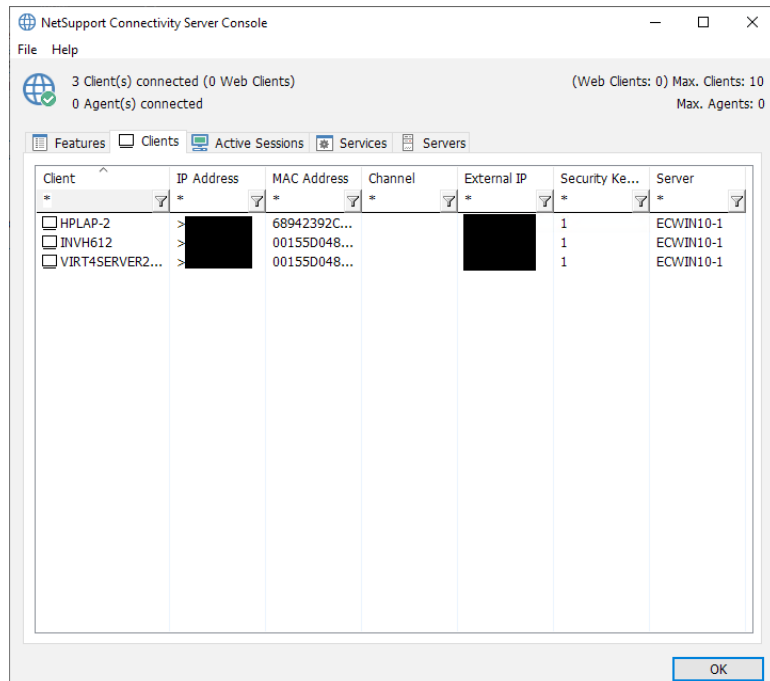 NetSupport Connectivity Server Console
File Help
3 Client(s) connected (0 Web Clients) (Web Clients: 0) Max. Clients: 10
0 Agent(s) connected Max. Agents: 0
Features Clients Active Sessions Services Servers
Client IP Address MAC Address Channel External IP Security Ke... Server
* * * * * * *
HPLAP-2 > 68942392C... 1 ECWIN10-1
INVH612 > 00155D048... 1 ECWIN10-1
VIRT4SERVER2... > 00155D048... 1 ECWIN10-1
OK